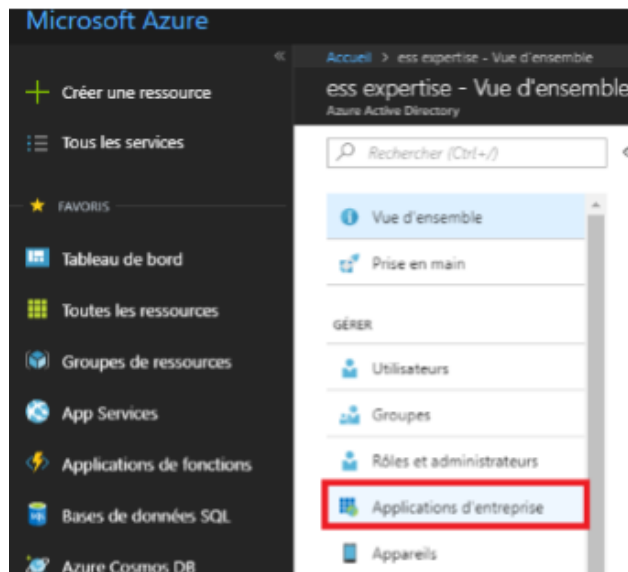 Microsoft Azure
«
Créer une ressource
Tous les services
FAVORIS
Tableau de bord
Toutes les ressources
Groupes de ressources
App Services
Applications de fonctions
Bases de données SQL
Azure Cosmos DB
Accueil > ess expertise - Vue d'ensemble
ess expertise - Vue d'ensemble
Azure Active Directory
Rechercher (Ctrl+/)
Vue d'ensemble
Prise en main
GÉRER
Utilisateurs
Groupes
Rôles et administrateurs
Applications d'entreprise
Appareils